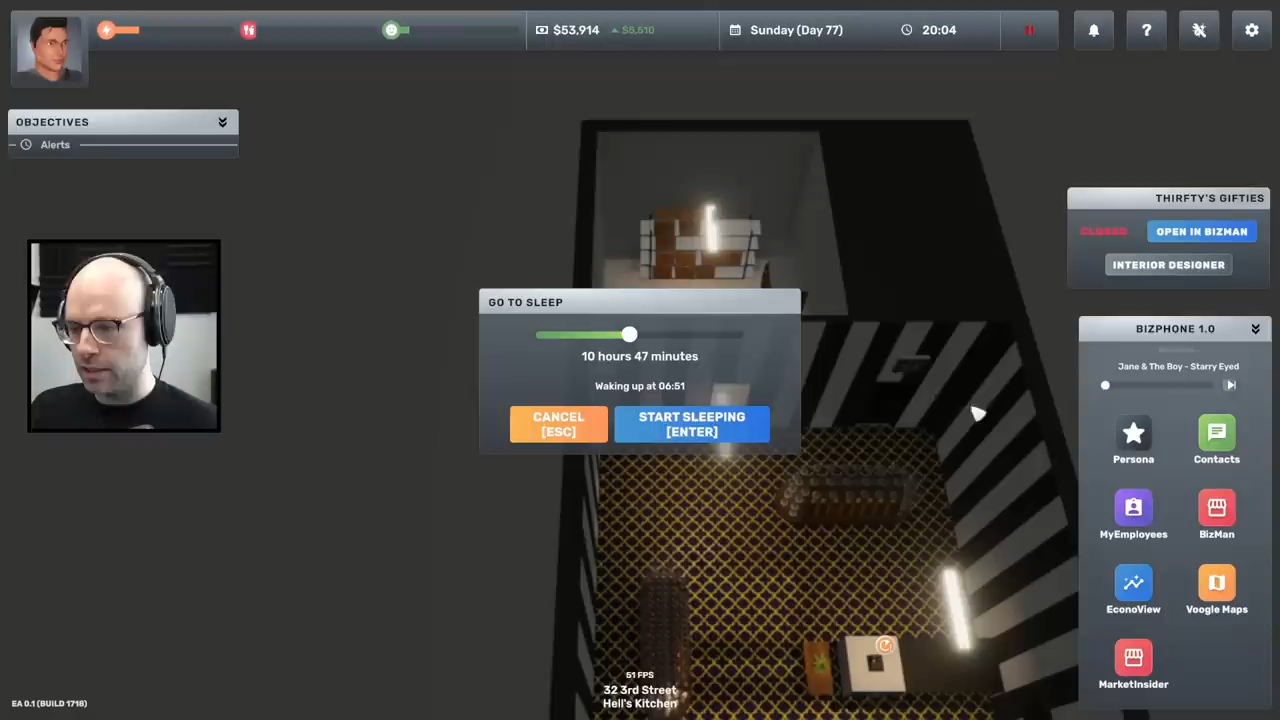 $53,914
$5,510
Sunday (Day 77)
20:04
?
OBJECTIVES
Alerts
THIRFTY'S GIFTIES
CLOSED
OPEN IN BIZMAN
INTERIOR DESIGNER
GO TO SLEEP
10 hours 47 minutes
Waking up at 06:51
CANCEL
[ESC]
START SLEEPING
[ENTER]
BIZPHONE 1.0
Jane & The Boy - Starry Eyed
Persona
Contacts
MyEmployees
BizMan
EconoView
Voogle Maps
MarketInsider
51 FPS
32 3rd Street
Hell's Kitchen
EA 0.1 (BUILD 1718)